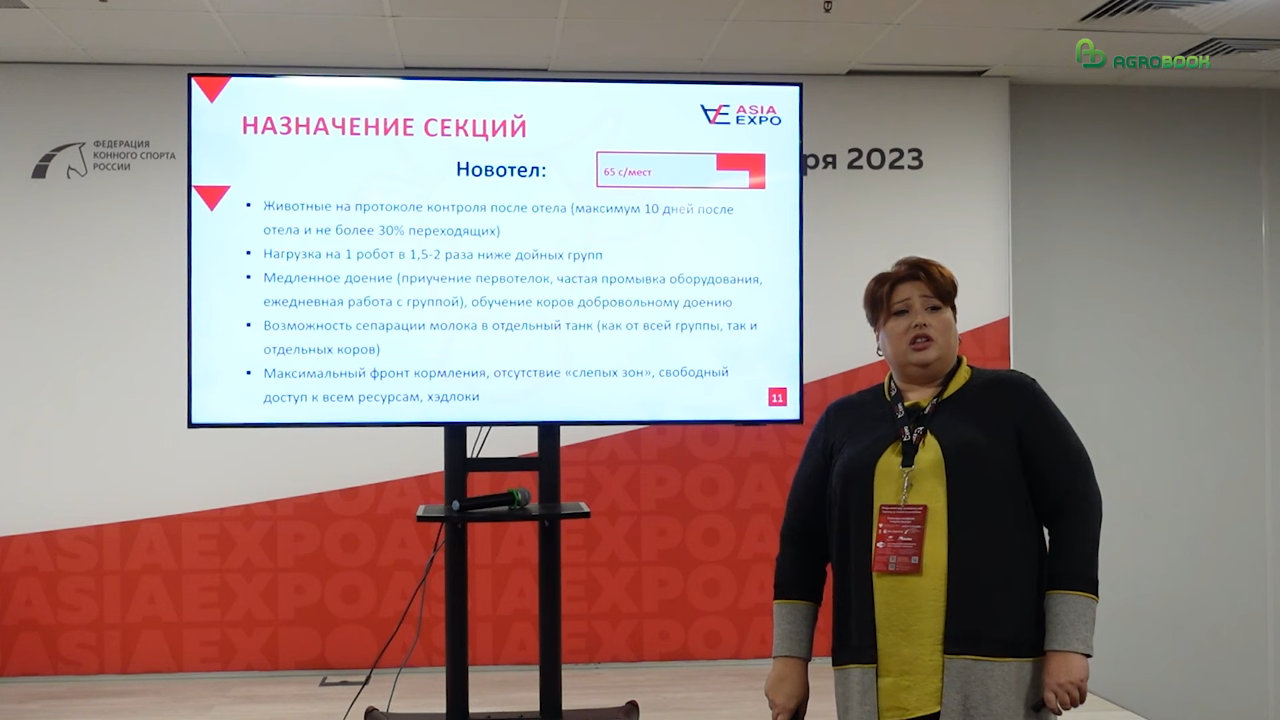 AGROBOOK
ФЕДЕРАЦИЯ
КОННОГО СПОРТА
РОССИИ
ря 2023
НАЗНАЧЕНИЕ СЕКЦИЙ
ASIA
EXPO
Новотел:
65 с/мест
▪ Животные на протоколе контроля после отела (максимум 10 дней после
отела и не более 30% переходящих)
▪ Нагрузка на 1 робот в 1,5-2 раза ниже дойных групп
▪ Медленное доение (приучение первотелок, частая промывка оборудования,
ежедневная работа с группой), обучение коров добровольному доению
▪ Возможность сепарации молока в отдельный танк (как от всей группы, так и
отдельных коров)
▪ Максимальный фронт кормления, отсутствие «слепых зон», свободный
доступ к всем ресурсам, хэдлоки
11
EXPOASIAEXPOASIA
ASIAEXPOASIAEXPOA
ASIAEXPOASIAEXPOA
ASIAEXPOASIAEXPOA